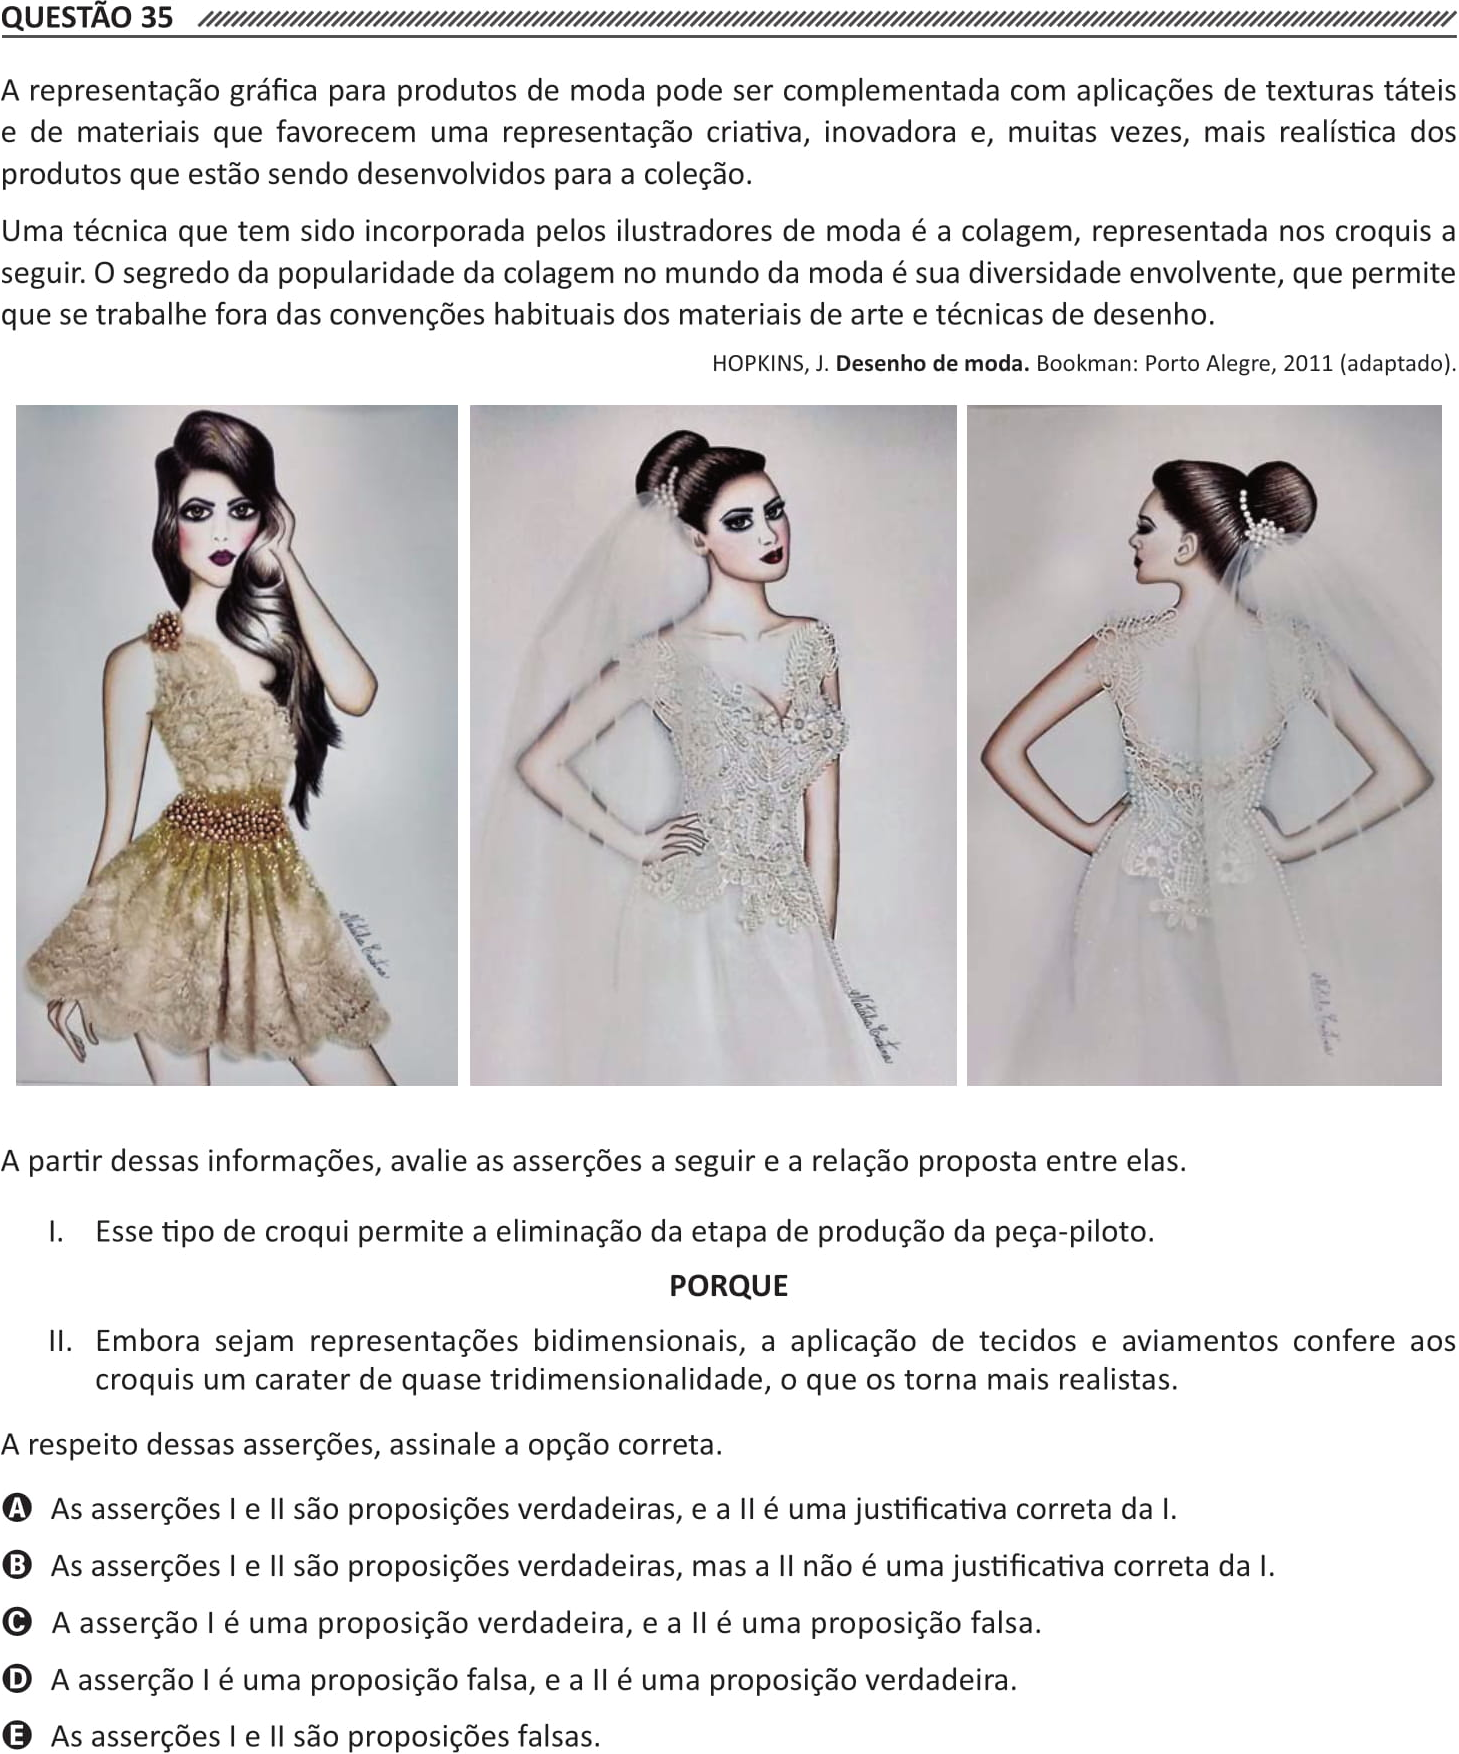 QUESTÃO 35
A representação gráfica para produtos de moda pode ser complementada com aplicações de texturas táteis
e de materiais que favorecem uma representação criativa, inovadora e, muitas vezes, mais realística dos
produtos que estão sendo desenvolvidos para a coleção.
Uma técnica que tem sido incorporada pelos ilustradores de moda é a colagem, representada nos croquis a
seguir. O segredo da popularidade da colagem no mundo da moda é sua diversidade envolvente, que permite
que se trabalhe fora das convenções habituais dos materiais de arte e técnicas de desenho.
HOPKINS, J. Desenho de moda. Bookman: Porto Alegre, 2011 (adaptado).
Natália Cristina
Natália Cristina
Natália Cristina
A partir dessas informações, avalie as asserções a seguir e a relação proposta entre elas.
I. Esse tipo de croqui permite a eliminação da etapa de produção da peça-piloto.
PORQUE
II. Embora sejam representações bidimensionais, a aplicação de tecidos e aviamentos confere aos
croquis um carater de quase tridimensionalidade, o que os torna mais realistas.
A respeito dessas asserções, assinale a opção correta.
A As asserções I e II são proposições verdadeiras, e a II é uma justificativa correta da I.
B As asserções I e II são proposições verdadeiras, mas a II não é uma justificativa correta da I.
C A asserção I é uma proposição verdadeira, e a II é uma proposição falsa.
D A asserção I é uma proposição falsa, e a II é uma proposição verdadeira.
E As asserções I e II são proposições falsas.